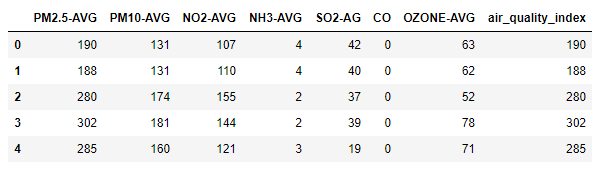 PM2.5-AVG PM10-AVG NO2-AVG NH3-AVG SO2-AG CO OZONE-AVG air_quality_index
0 190 131 107 4 42 0 63 190
1 188 131 110 4 40 0 62 188
2 280 174 155 2 37 0 52 280
3 302 181 144 2 39 0 78 302
4 285 160 121 3 19 0 71 285